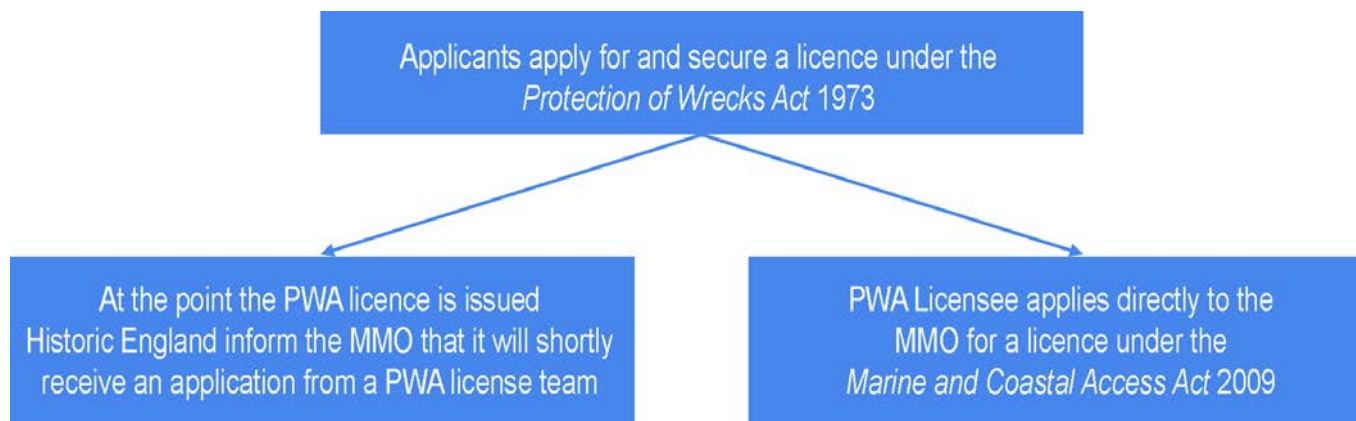 Applicants apply for and secure a licence under the
Protection of Wrecks Act 1973
At the point the PWA licence is issued
Historic England inform the MMO that it will shortly
receive an application from a PWA license team
PWA Licensee applies directly to the
MMO for a licence under the
Marine and Coastal Access Act 2009